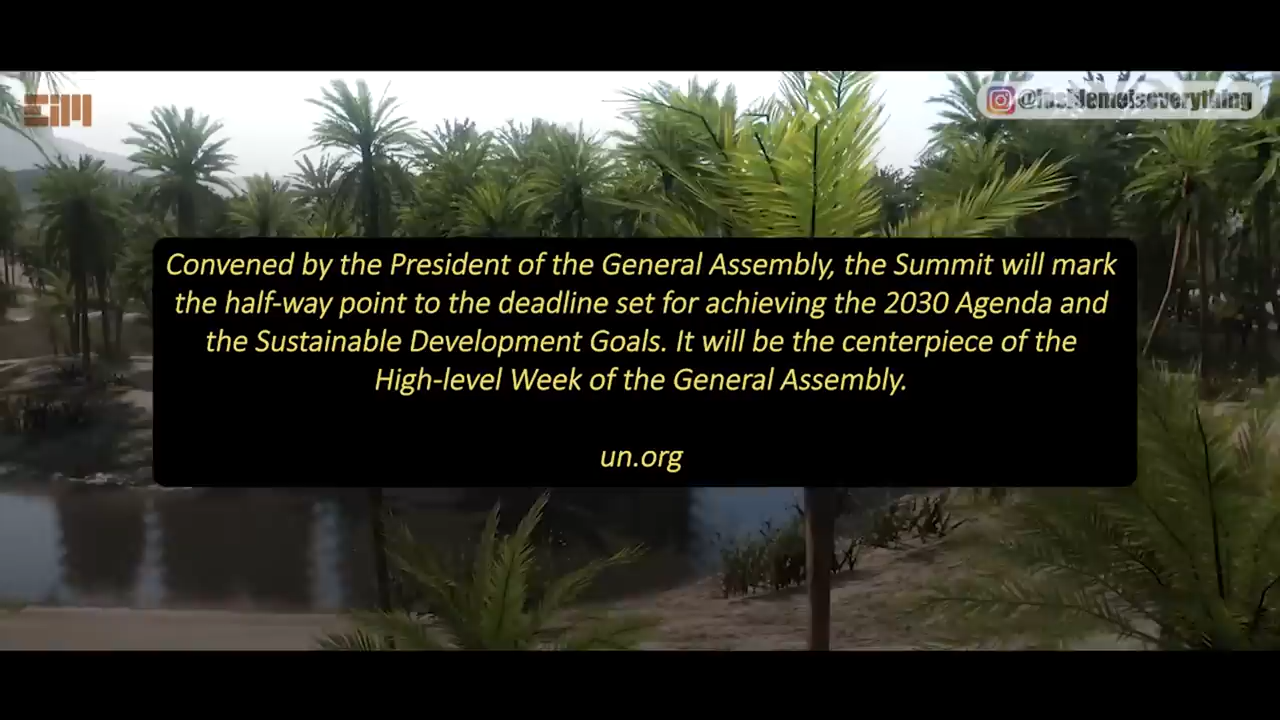 @insidemeiseverything
Convened by the President of the General Assembly, the Summit will mark
the half-way point to the deadline set for achieving the 2030 Agenda and
the Sustainable Development Goals. It will be the centerpiece of the
High-level Week of the General Assembly.
un.org